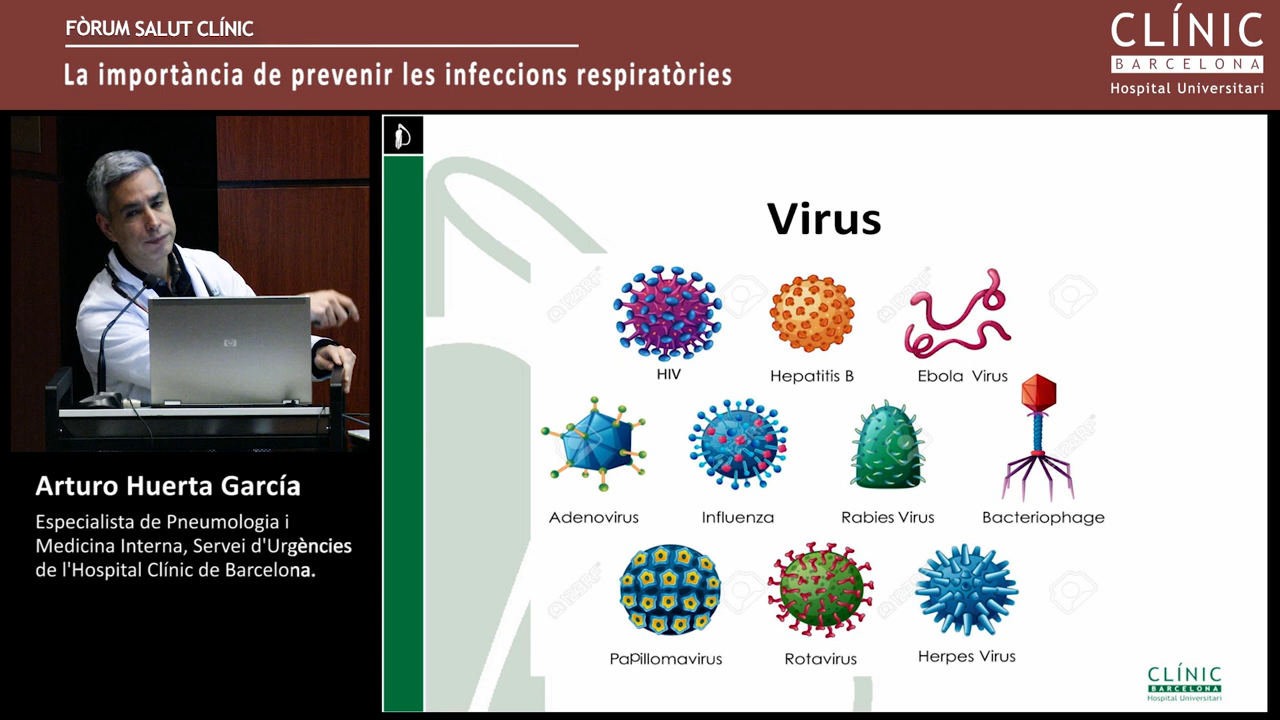 FÒRUM SALUT CLÍNIC
La importància de prevenir les infeccions respiratòries
CLÍNIC
BARCELONA
Hospital Universitari
Virus
HIV
Hepatitis B
Ebola Virus
Adenovirus
Influenza
Rabies Virus
Bacteriophage
Papillomavirus
Rotavirus
Herpes Virus
Arturo Huerta García
Especialista de Pneumologia i
Medicina Interna, Servei d'Urgències
de l'Hospital Clínic de Barcelona.
CLÍNIC
BARCELONA
Hospital Universitari